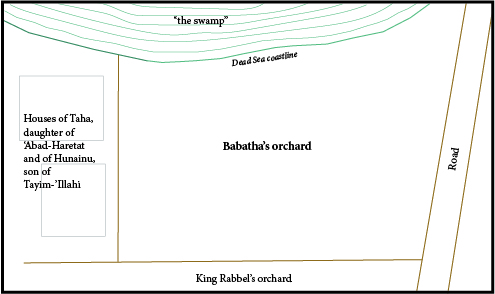 “the swamp”
Dead Sea coastline
Houses of Taha,
daughter of
‘Abad-Haretat
and of Hunainu,
son of
Tayim-’Illahi
Babatha’s orchard
Road
King Rabbel’s orchard